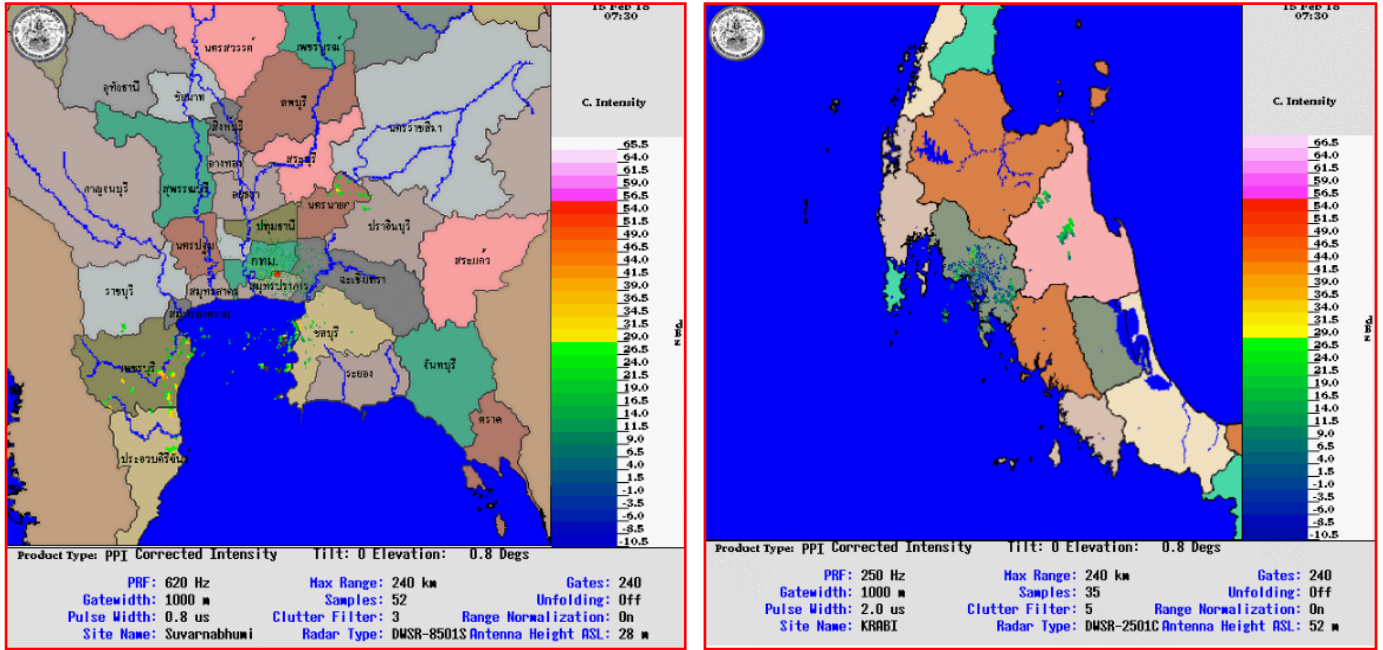 15 Feb 18
07:30
C. Intensity
65.5
64.0
61.5
59.0
56.5
54.0
51.5
49.0
46.5
44.0
41.5
39.0
36.5
34.5
31.5
29.0
26.5
24.0
21.5
19.0
16.5
14.0
11.5
9.0
6.5
4.0
1.5
-1.0
-3.5
-6.0
-8.5
-10.5
นครสวรรค์
เพชรบูรณ์
อุทัยธานี
ชัยนาท
ลพบุรี
สิงห์บุรี
นครราชสีมา
อ่างทอง
สระบุรี
กาญจนบุรี
สุพรรณบุรี
อยุธยา
นครนายก
ปทุมธานี
ปราจีนบุรี
นครปฐม
กทม.
สระแก้ว
ราชบุรี
สมุทรสาคร
สมุทรปราการ
ฉะเชิงเทรา
สมุทรสงคราม
ชลบุรี
เพชรบุรี
ระยอง
จันทบุรี
ตราด
ประจวบคีรีขันธ์
Product Type: PPI Corrected Intensity Tilt: 0 Elevation: 0.8 Degs
PRF: 620 Hz Max Range: 240 km Gates: 240
Gatewidth: 1000 m Samples: 52 Unfolding: Off
Pulse Width: 0.8 us Clutter Filter: 3 Range Normalization: On
Site Name: Suvarnabhumi Radar Type: DWSR-8501S Antenna Height ASL: 28 m
15 Feb 18
07:30
C. Intensity
66.5
64.0
61.5
59.0
56.5
54.0
51.5
49.0
46.5
44.0
41.5
39.0
36.5
34.0
31.5
29.0
26.5
24.0
21.5
19.0
16.5
14.0
11.5
9.0
6.5
4.0
1.5
-1.0
-3.5
-6.0
-8.5
-10.5
Product Type: PPI Corrected Intensity Tilt: 0 Elevation: 0.8 Degs
PRF: 250 Hz Max Range: 240 km Gates: 240
Gatewidth: 1000 m Samples: 35 Unfolding: Off
Pulse Width: 2.0 us Clutter Filter: 5 Range Normalization: On
Site Name: KRABI Radar Type: DWSR-2501C Antenna Height ASL: 52 m